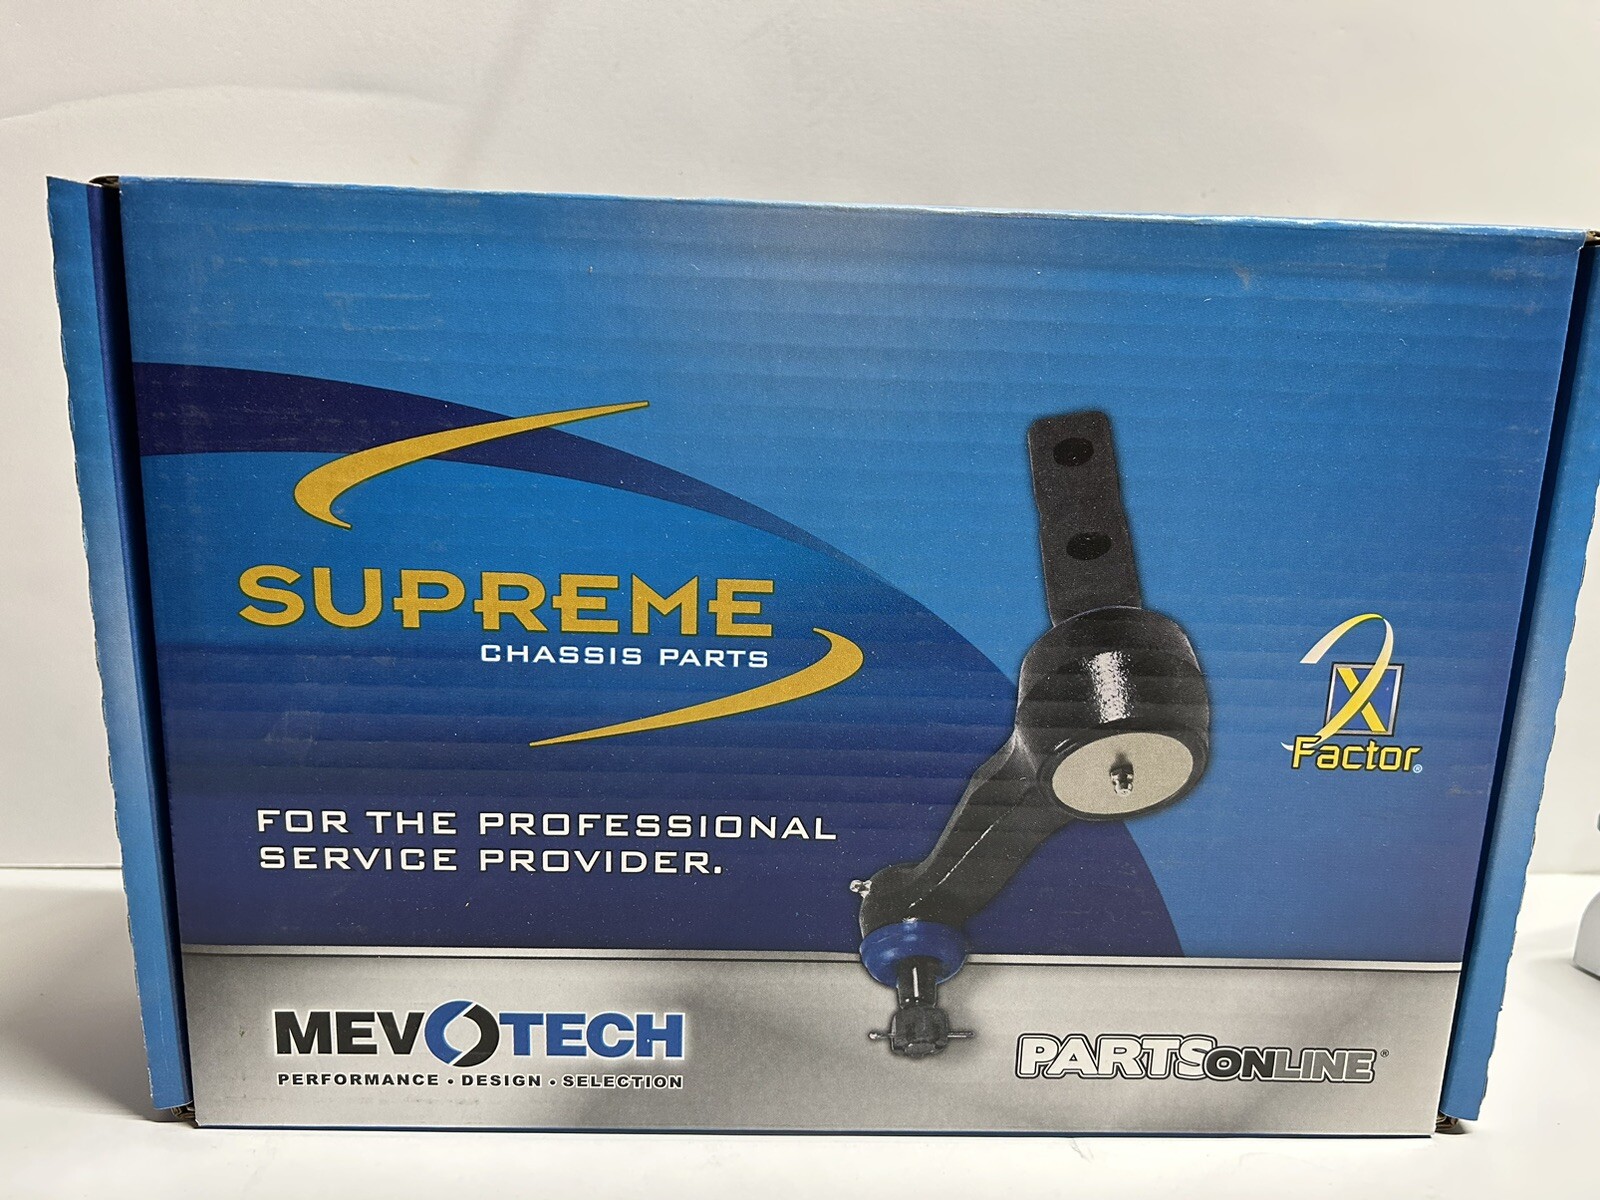 SUPREME
CHASSIS PARTS
FOR THE PROFESSIONAL
SERVICE PROVIDER.
X
Factor®
MEVOTECH
PERFORMANCE • DESIGN • SELECTION
PARTSONLINE®